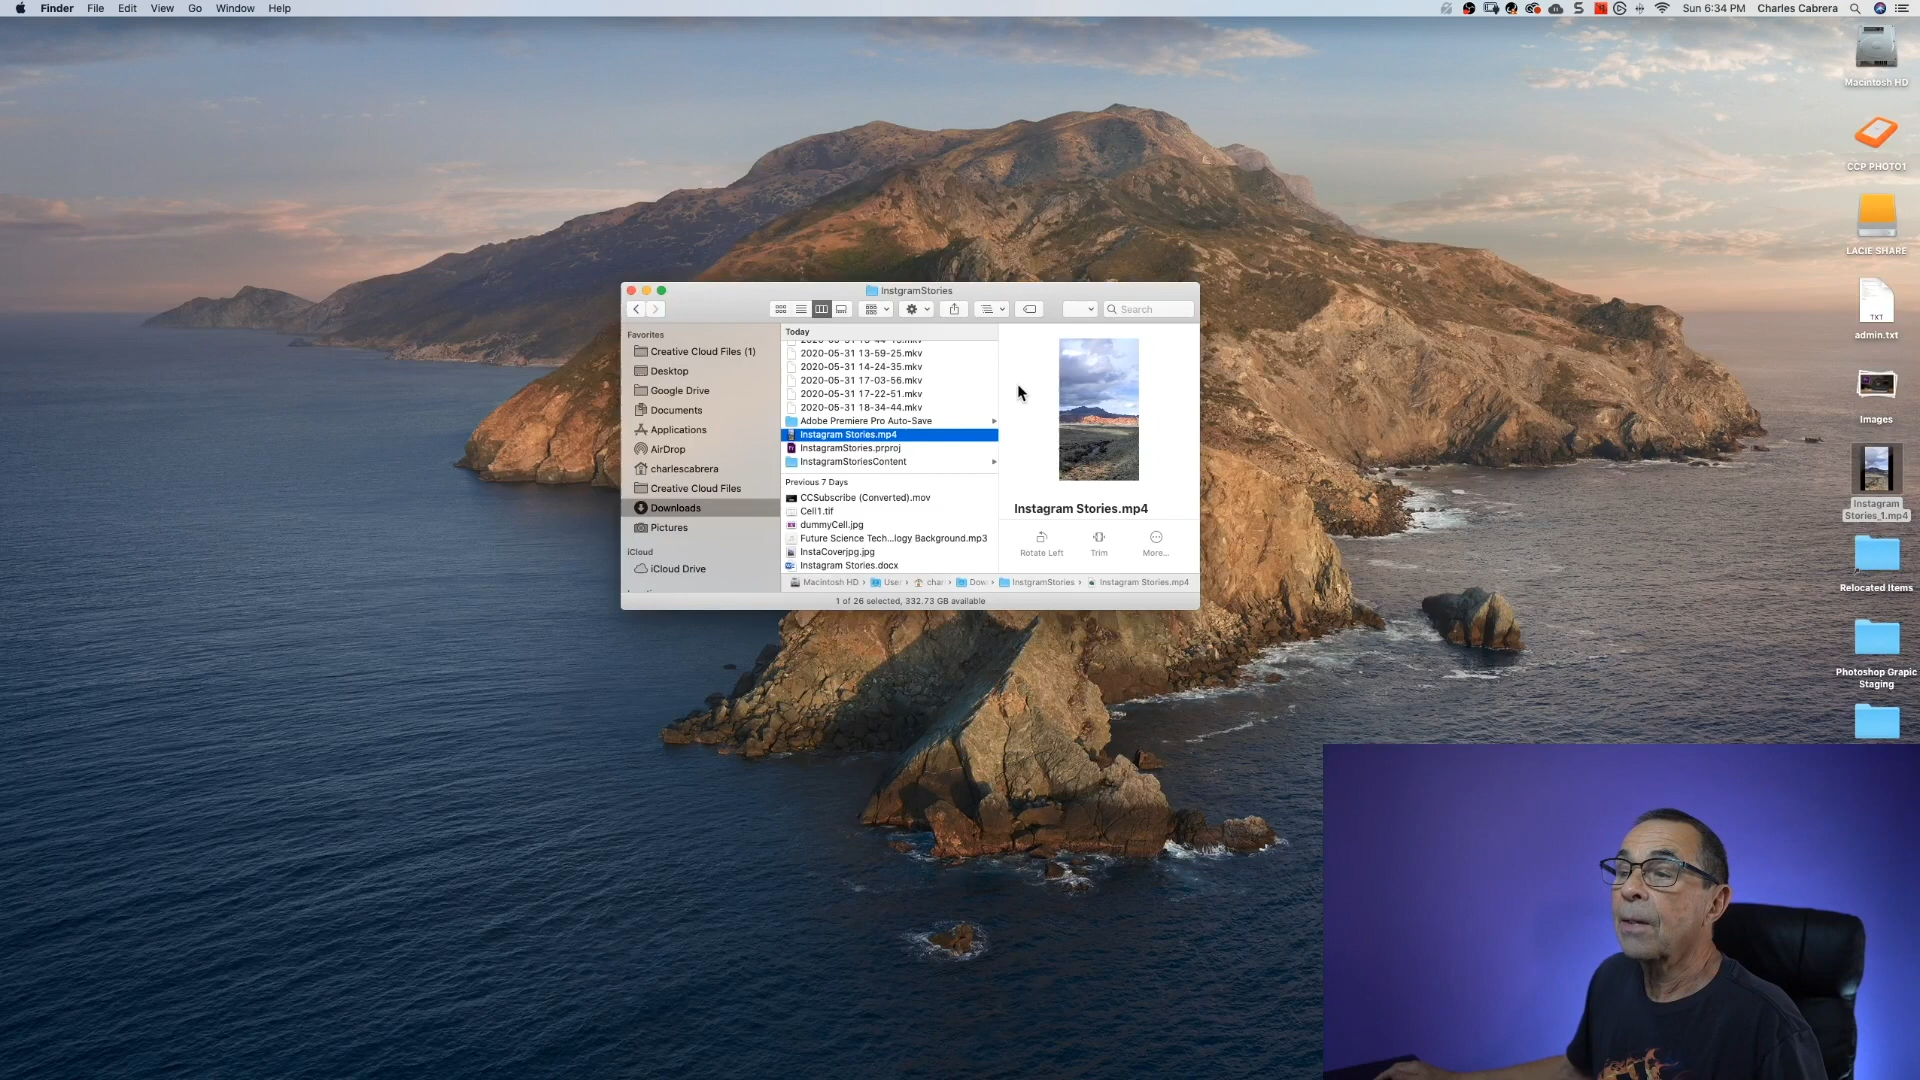 Finder File Edit View Go Window Help
Sun 6:34 PM Charles Cabrera
Macintosh HD
CCP PHOTO1
LACIE SHARE
TXT
admin.txt
Images
Instagram
Stories_1.mp4
Relocated Items
Photoshop Grapic
Staging
InstgramStories
Search
Favorites
Creative Cloud Files (1)
Desktop
Google Drive
Documents
Applications
AirDrop
charlescabrera
Creative Cloud Files
Downloads
Pictures
iCloud
iCloud Drive
Today
2020-05-31 13-59-25.mkv
2020-05-31 14-24-35.mkv
2020-05-31 17-03-56.mkv
2020-05-31 17-22-51.mkv
2020-05-31 18-34-44.mkv
Adobe Premiere Pro Auto-Save
Instagram Stories.mp4
InstagramStories.prproj
InstagramStoriesContent
Previous 7 Days
CCSubscribe (Converted).mov
Cell1.tif
dummyCell.jpg
Future Science Tech...logy Background.mp3
InstaCoverjpg.jpg
Instagram Stories.docx
Instagram Stories.mp4
Rotate Left Trim More...
Macintosh HD › User › char › Dow › InstgramStories › Instagram Stories.mp4
1 of 26 selected, 332.73 GB available